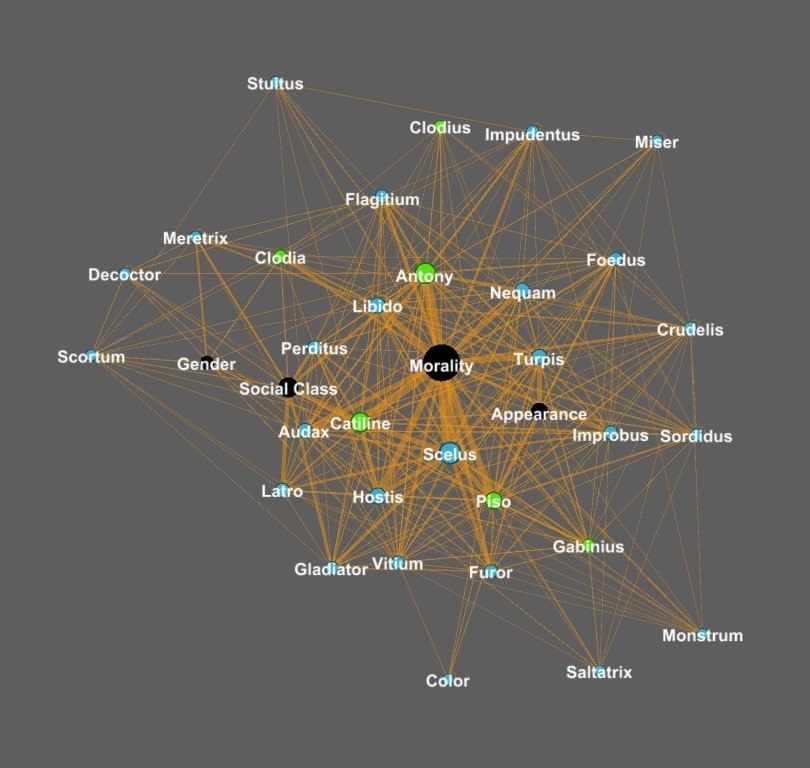 Stultus
Clodius
Impudentus
Miser
Flagitium
Meretrix
Clodia
Foedus
Decoctor
Antony
Nequam
Libido
Crudelis
Perditus
Scortum
Turpis
Gender
Morality
Social Class
Appearance
Catiline
Audax
Improbus
Sordidus
Scelus
Latro
Hostis
Piso
Gabinius
Vitium
Gladiator
Furor
Monstrum
Saltatrix
Color